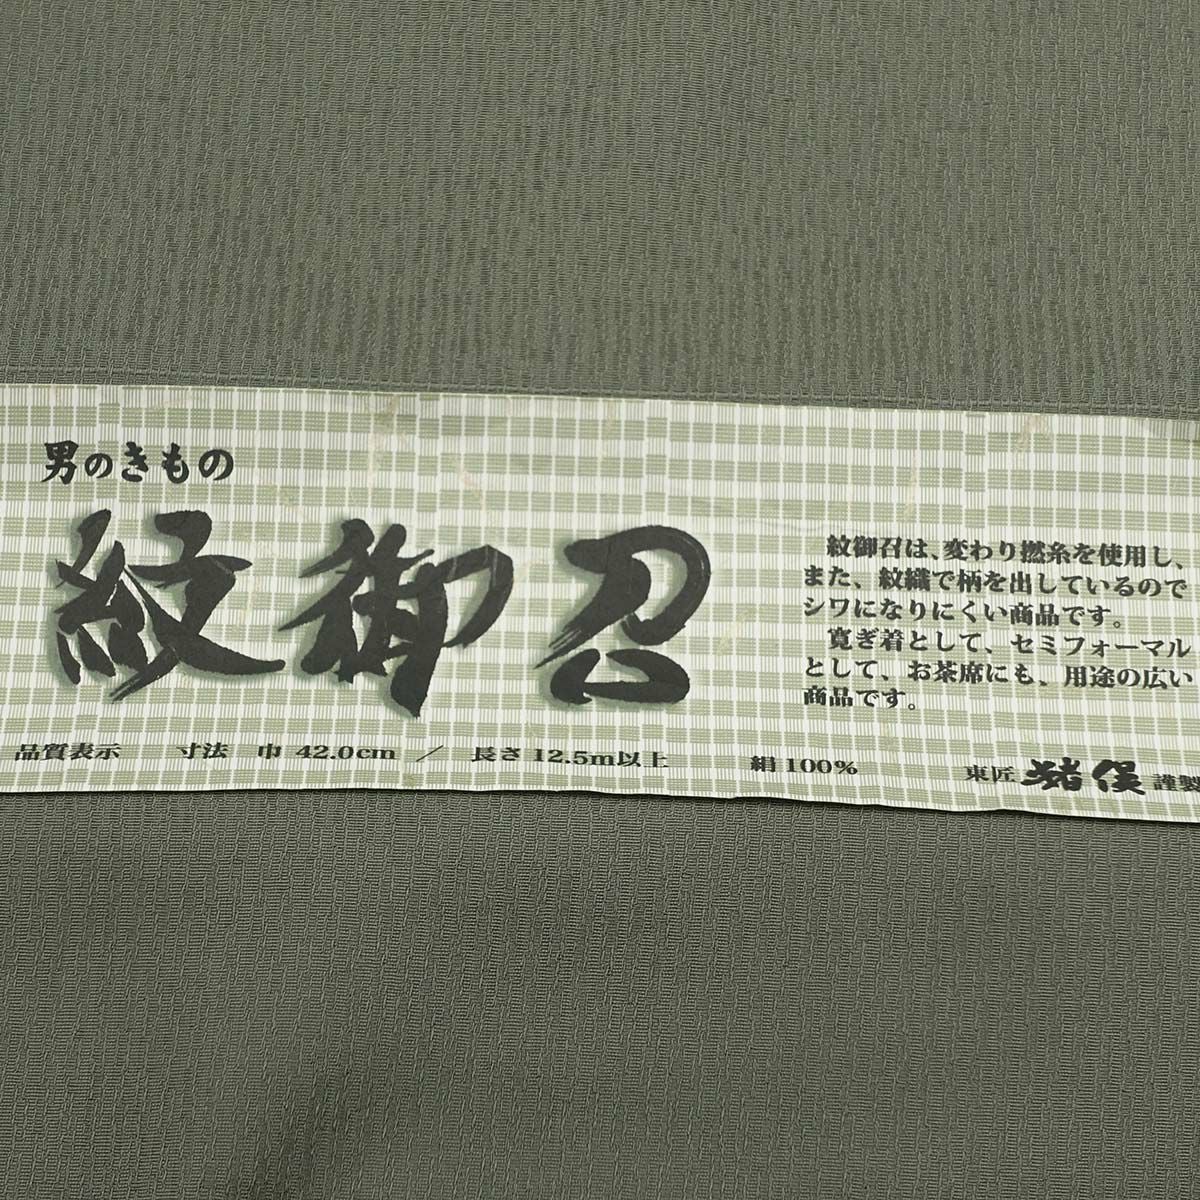 男のきもの
紋御召
紋御召は、変わり撚糸を使用し、
また、紋織で柄を出しているので
シワになりにくい商品です。
寛ぎ着として、セミフォーマル
として、お茶席にも、用途の広い
商品です。
品質表示 寸法 巾 42.0cm ／ 長さ 12.5m以上 絹100% 東匠 猪俣 謹製